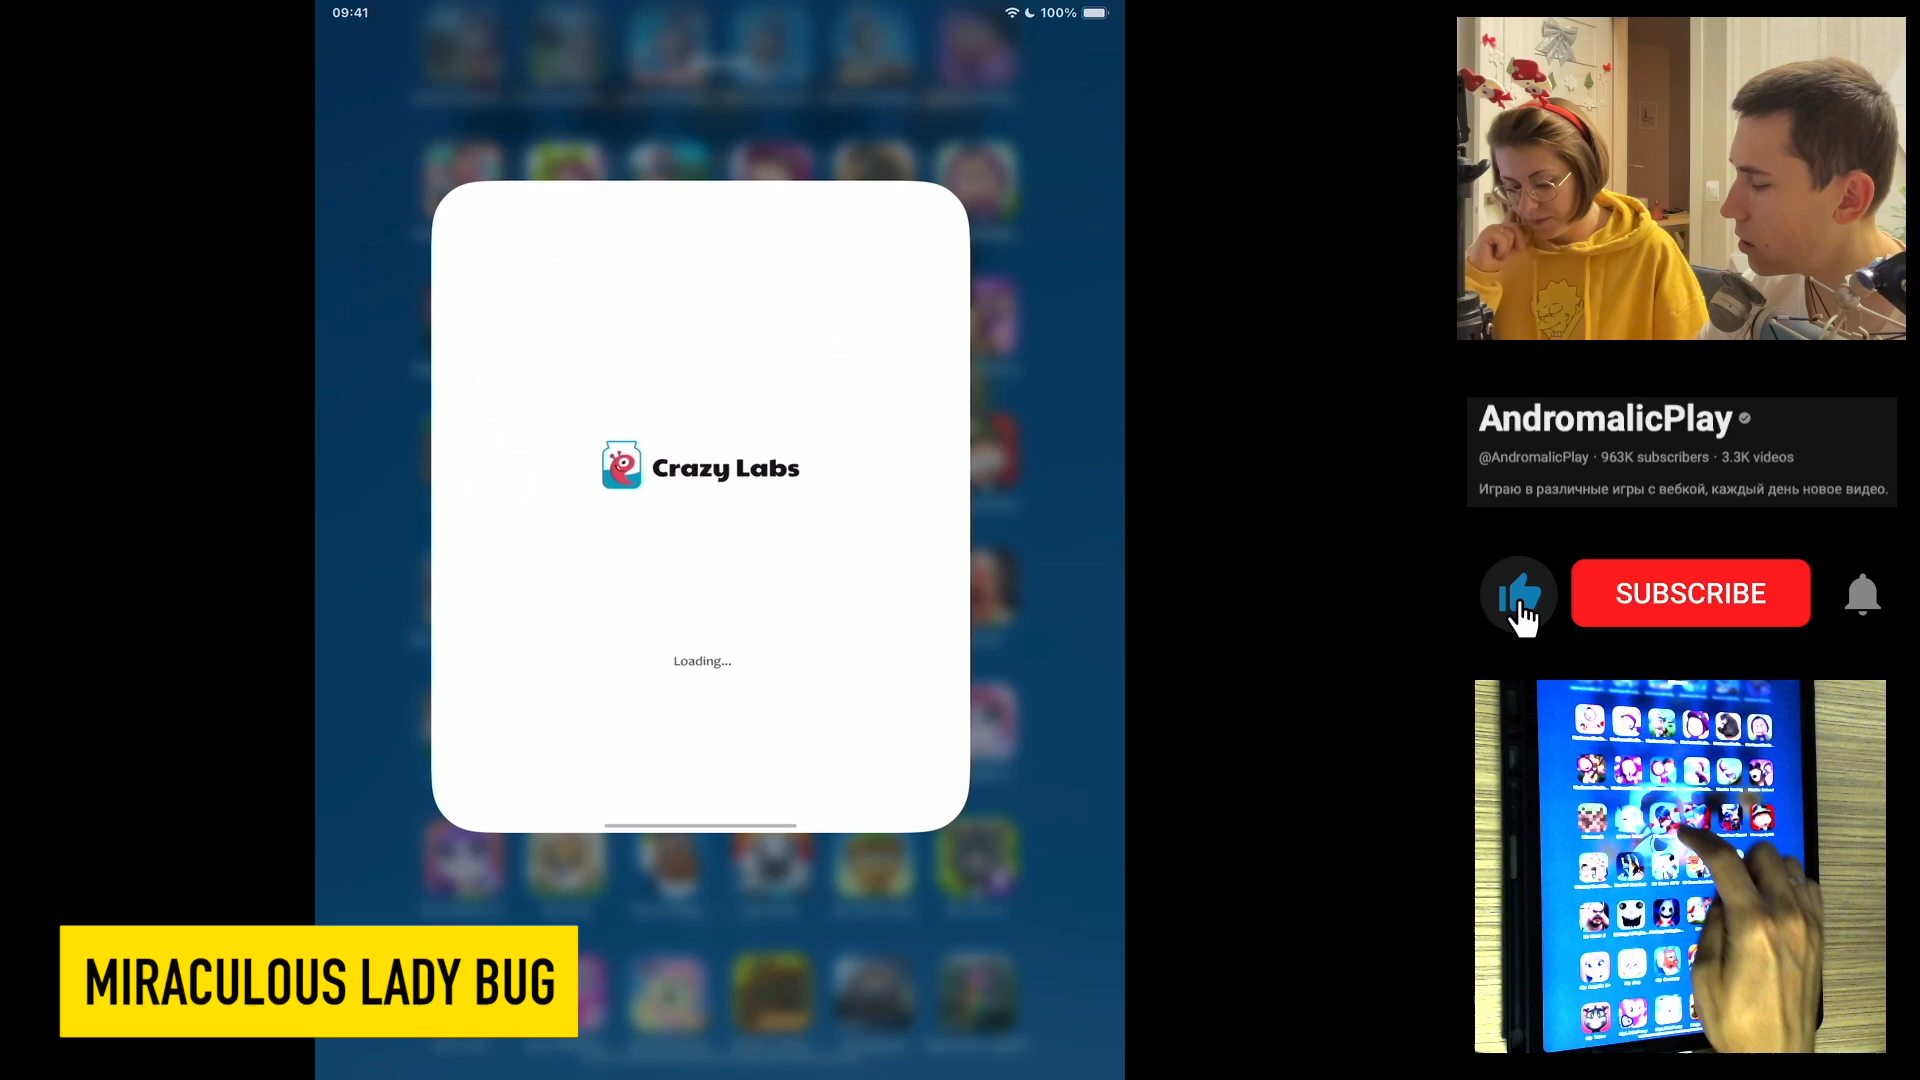 09:41
100%
Crazy Labs
Loading...
MIRACULOUS LADY BUG
AndromalicPlay
@AndromalicPlay · 963K subscribers · 3.3K videos
Играю в различные игры с вебкой, каждый день новое видео.
SUBSCRIBE